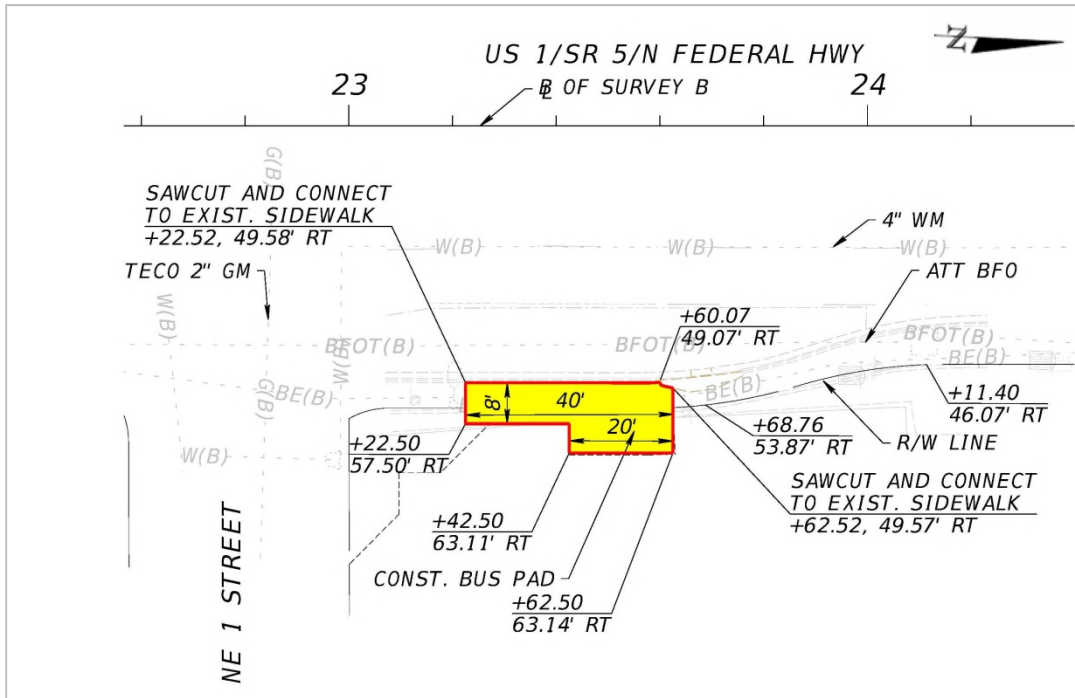 US 1/SR 5/N FEDERAL HWY
N
23
24
BL OF SURVEY B
G(B)
SAWCUT AND CONNECT
TO EXIST. SIDEWALK
+22.52, 49.58' RT
4" WM
W(B)
W(B)
W(B)
TECO 2" GM
ATT BFO
W(B)
+60.07
49.07' RT
BFOT(B)
BFOT(B)
BFOT(B)
W(B)
BE(B)
BE(B)
BE(B)
G(B)
8'
40'
+11.40
46.07' RT
20'
+68.76
53.87' RT
R/W LINE
+22.50
57.50' RT
W(B)
SAWCUT AND CONNECT
TO EXIST. SIDEWALK
+62.52, 49.57' RT
+42.50
63.11' RT
CONST. BUS PAD
+62.50
63.14' RT
NE 1 STREET